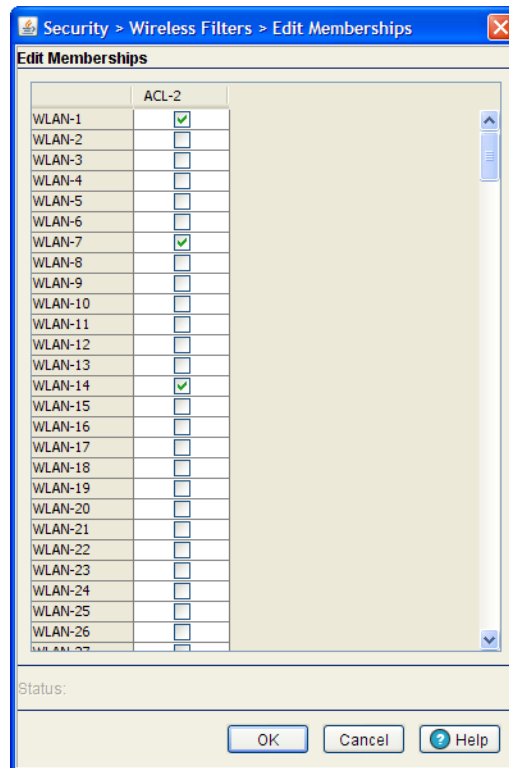 Security > Wireless Filters > Edit Memberships
Edit Memberships
ACL-2
WLAN-1
WLAN-2
WLAN-3
WLAN-4
WLAN-5
WLAN-6
WLAN-7
WLAN-8
WLAN-9
WLAN-10
WLAN-11
WLAN-12
WLAN-13
WLAN-14
WLAN-15
WLAN-16
WLAN-17
WLAN-18
WLAN-19
WLAN-20
WLAN-21
WLAN-22
WLAN-23
WLAN-24
WLAN-25
WLAN-26
WLAN-27
Status:
OK Cancel ? Help